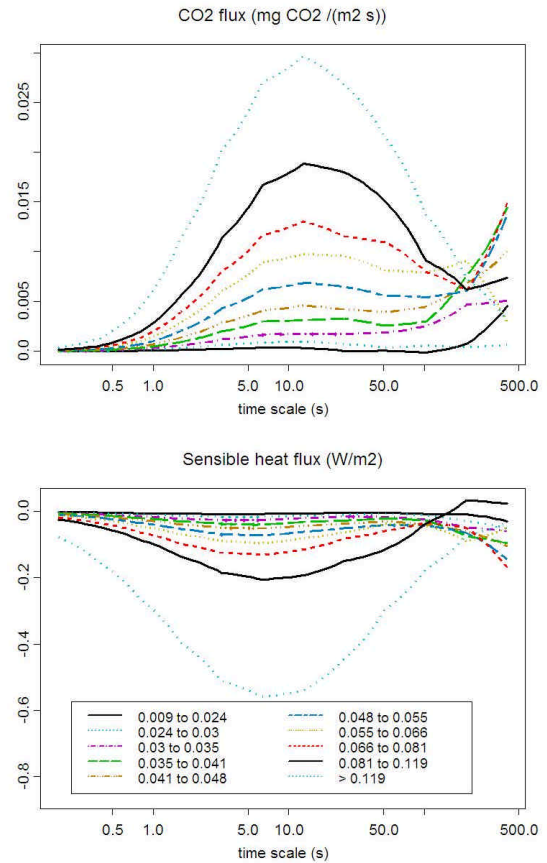 CO2 flux (mg CO2 /(m2 s))
0.025
0.015
0.005
0.0
0.5 1.0 5.0 10.0 50.0 500.0
time scale (s)
Sensible heat flux (W/m2)
0.0
-0.2
-0.4
-0.6
-0.8
0.009 to 0.024
0.024 to 0.03
0.03 to 0.035
0.035 to 0.041
0.041 to 0.048
0.048 to 0.055
0.055 to 0.066
0.066 to 0.081
0.081 to 0.119
> 0.119
0.5 1.0 5.0 10.0 50.0 500.0
time scale (s)